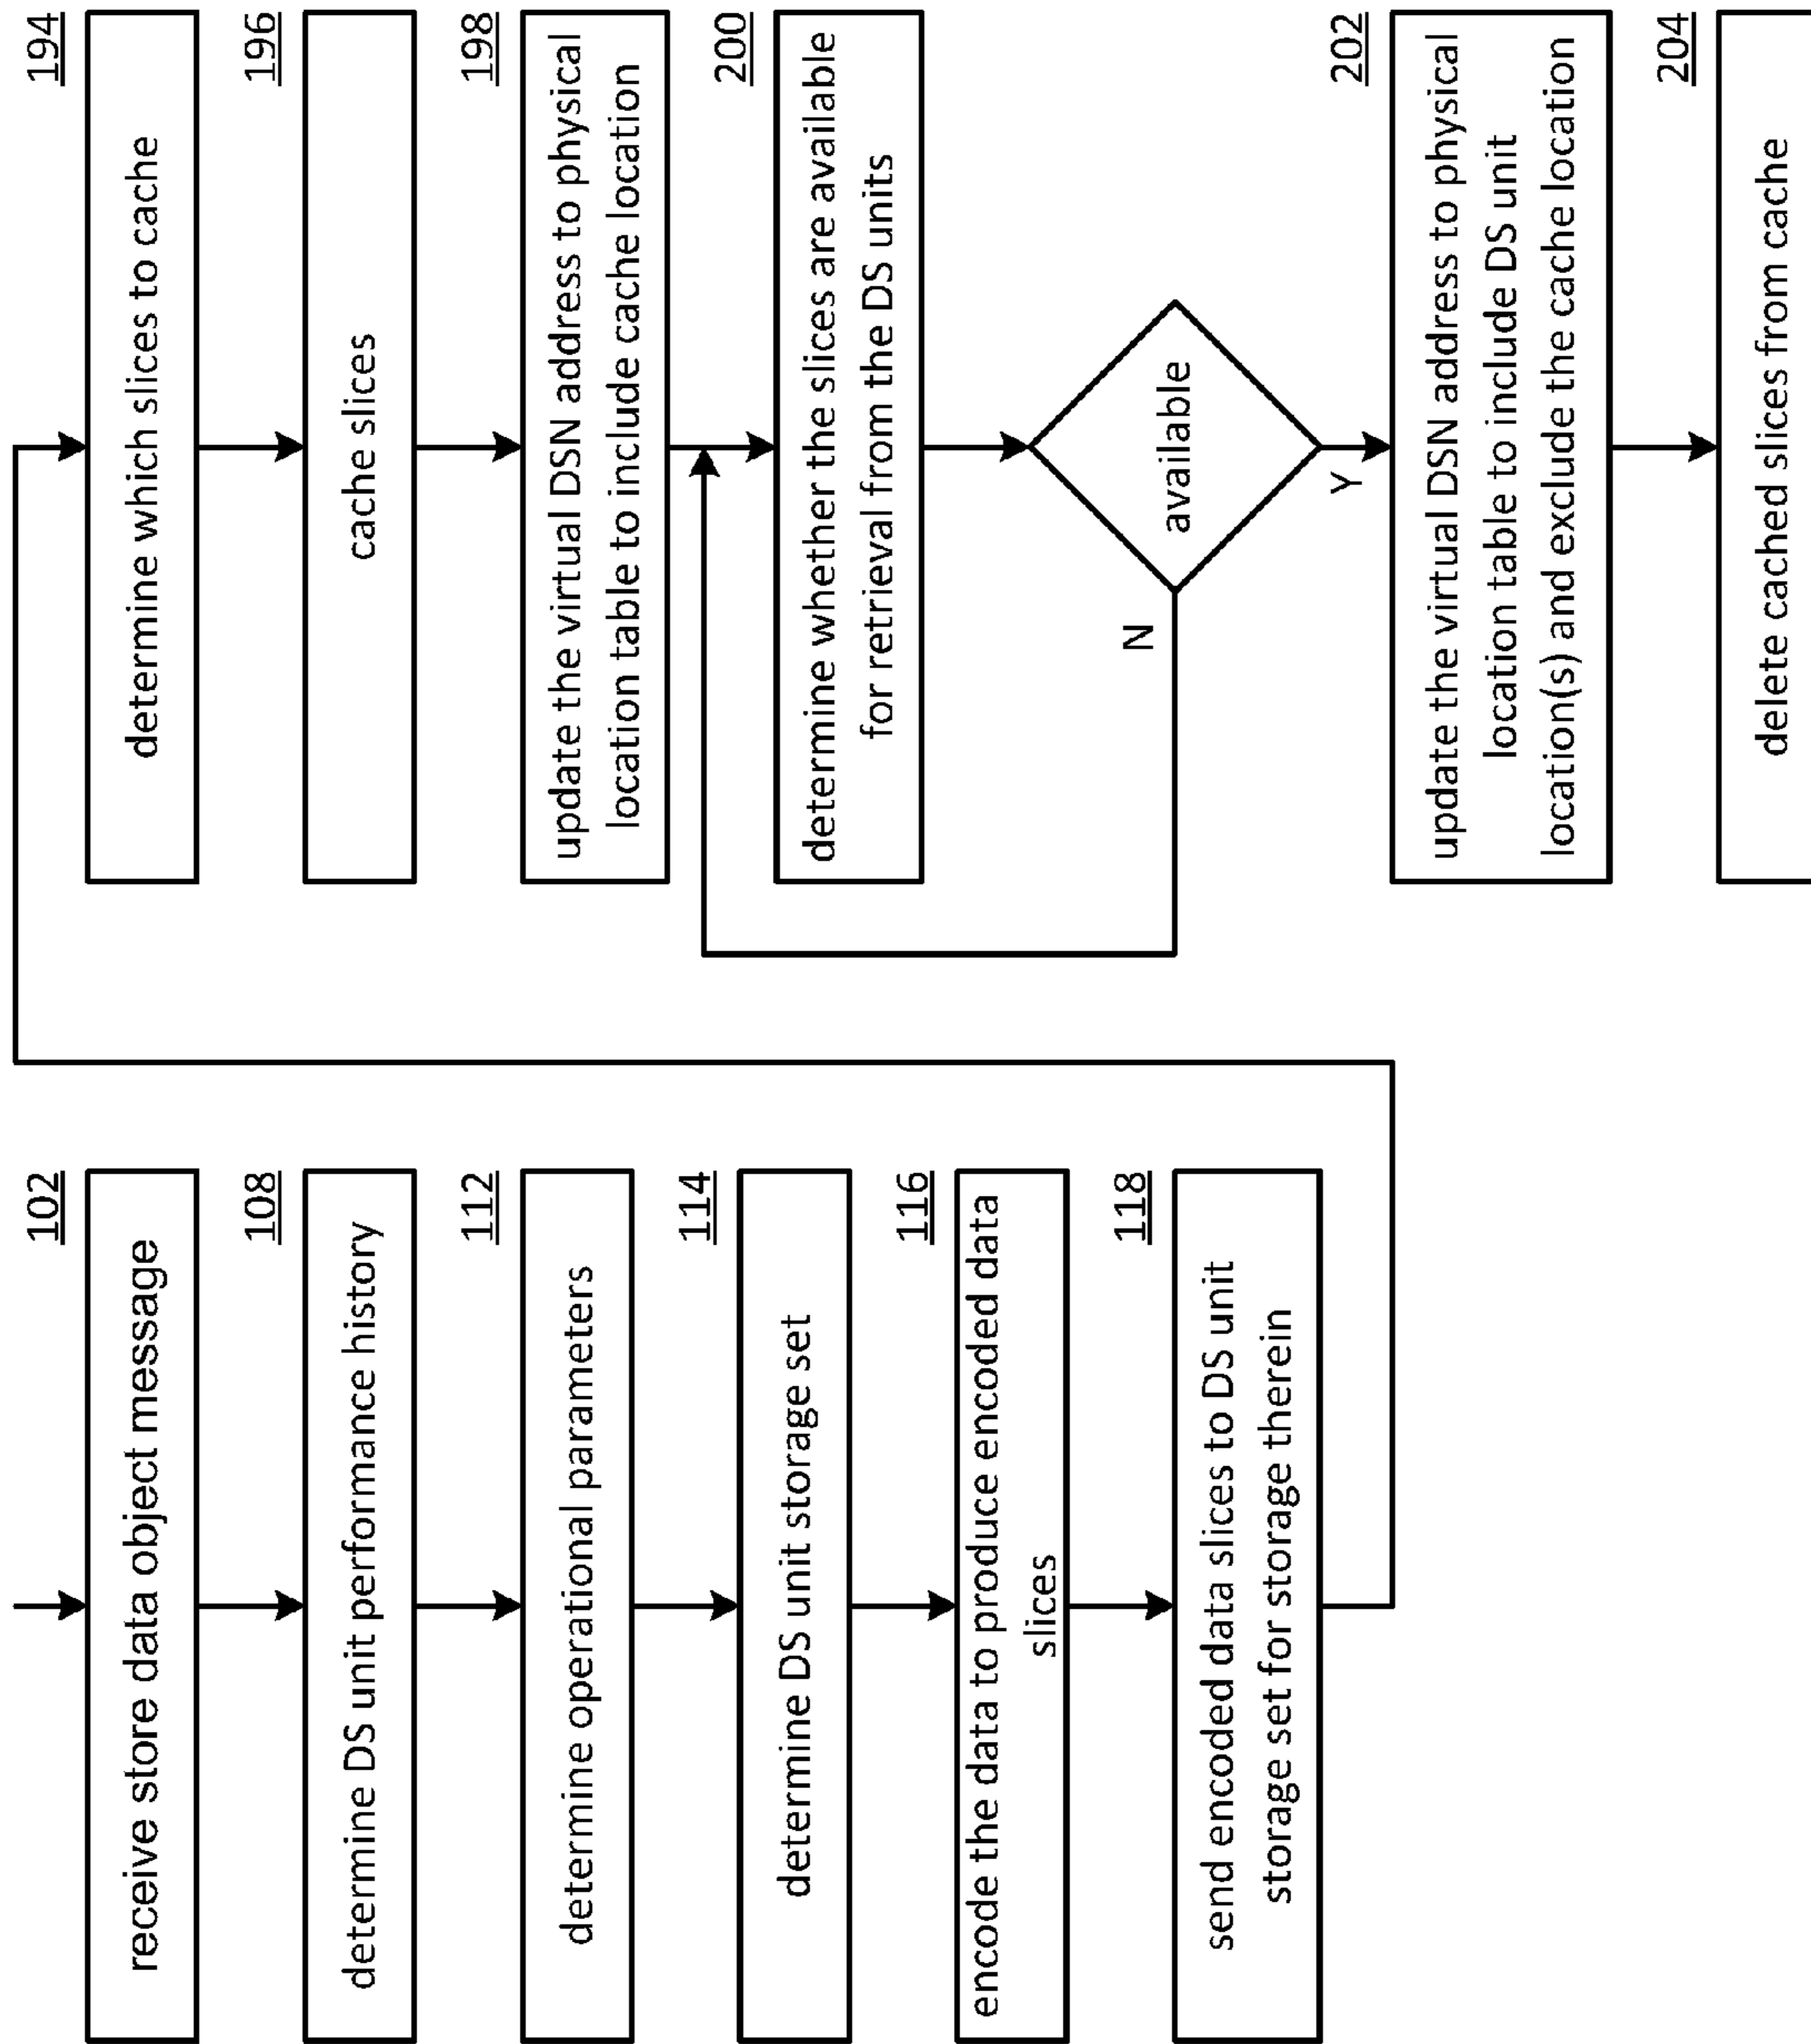 102
receive store data object message
108
determine DS unit performance history
112
determine operational parameters
114
determine DS unit storage set
116
encode the data to produce encoded data
slices
118
send encoded data slices to DS unit
storage set for storage therein
194
determine which slices to cache
196
cache slices
198
update the virtual DSN address to physical
location table to include cache location
200
determine whether the slices are available
for retrieval from the DS units
available
N
Y
202
update the virtual DSN address to physical
location table to include DS unit
location(s) and exclude the cache location
204
delete cached slices from cache